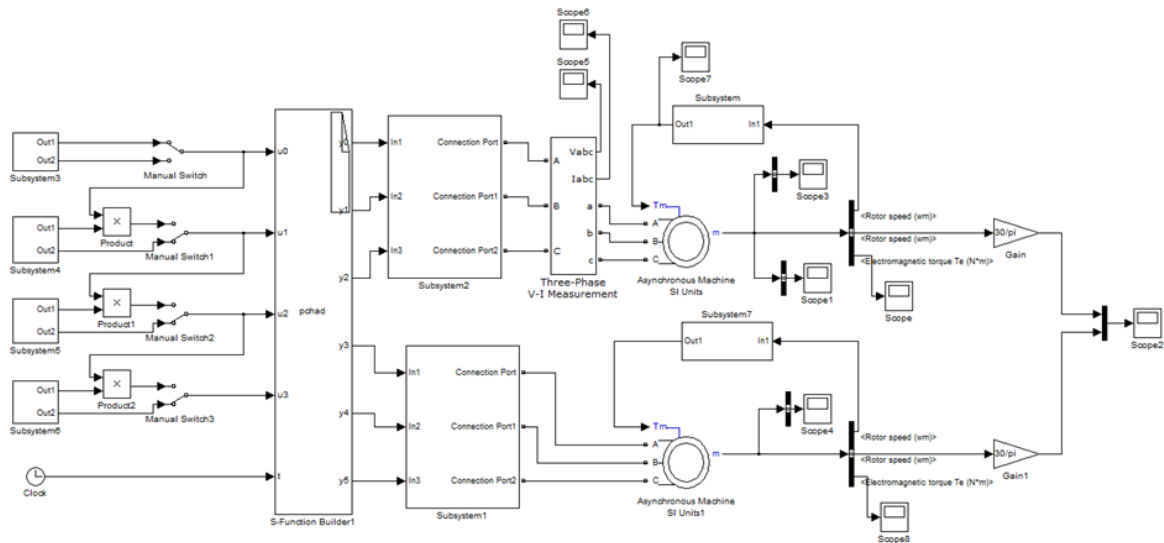 Scope6
Scope5
Scope7
Subsystem
Out1
In1
Out1
Out2
Subsystem3
Manual Switch
u0
y0
In1
Connection Port
A
Vabc
Iabc
Scope3
Tm
Product
Out1
Out2
Subsystem4
Manual Switch1
u1
y1
In2
Connection Port1
B
a
b
c
A
B
C
m
<Rotor speed (wm)>
<Rotor speed (wm)>
<Electromagnetic torque Te (N*m)>
30/pi
Gain
y2
In3
Connection Port2
C
Subsystem2
Three-Phase
V-I Measurement
Asynchronous Machine
SI Units
Scope1
Scope
Product1
Out1
Out2
Subsystem5
Manual Switch2
u2
pchad
Subsystem7
Out1
In1
Scope2
y3
In1
Connection Port
Product2
Out1
Out2
Subsystem6
Manual Switch3
u3
y4
In2
Connection Port1
Tm
A
B
C
m
Scope4
<Rotor speed (wm)>
<Rotor speed (wm)>
<Electromagnetic torque Te (N*m)>
30/pi
Gain1
Clock
t
y5
In3
Connection Port2
Subsystem1
S-Function Builder1
Asynchronous Machine
SI Units1
Scope8